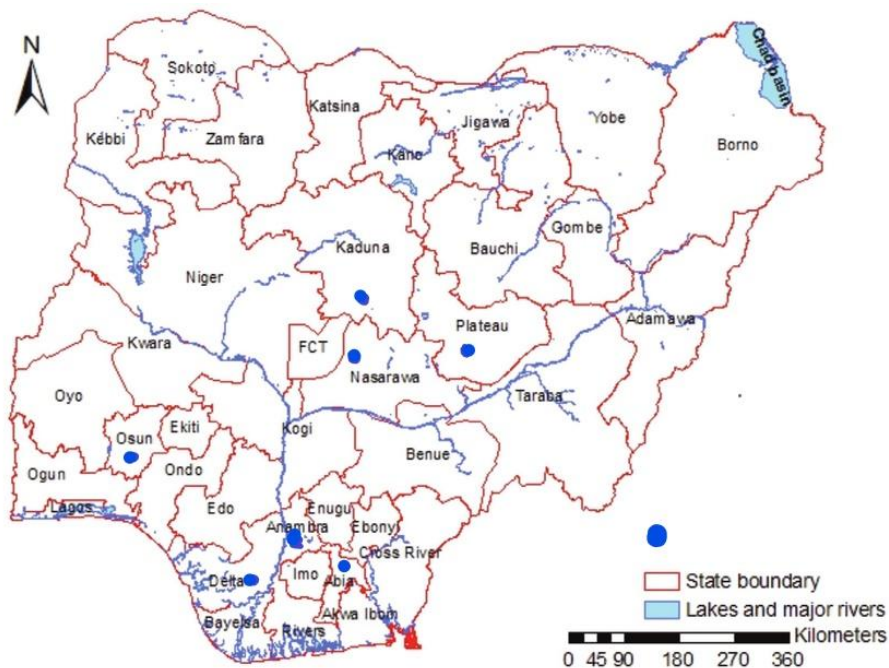 N
Sokoto
Kebbi
Zamfara
Katsina
Kano
Jigawa
Yobe
Borno
Chad basin
Niger
Kaduna
Bauchi
Gombe
Kwara
FCT
Nasarawa
Plateau
Adamawa
Taraba
Oyo
Osun
Ekiti
Kogi
Benue
Ogun
Ondo
Lagos
Edo
Enugu
Anambra
Ebonyi
Cross River
Delta
Imo
Abia
Bayelsa
Rivers
Akwa Ibom
State boundary
Lakes and major rivers
Kilometers
0 45 90 180 270 360